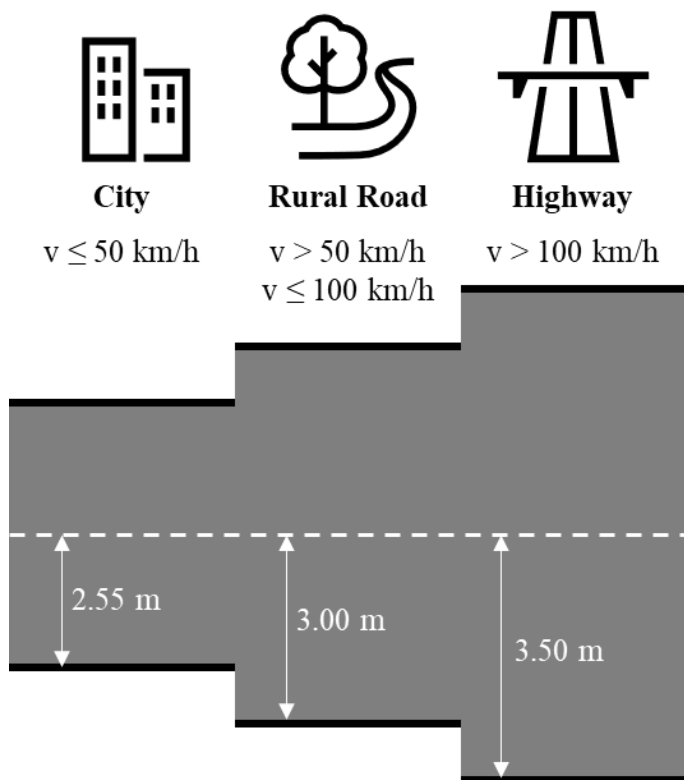 City
Rural Road
Highway
v ≤ 50 km/h
v > 50 km/h
v ≤ 100 km/h
v > 100 km/h
2.55 m
3.00 m
3.50 m